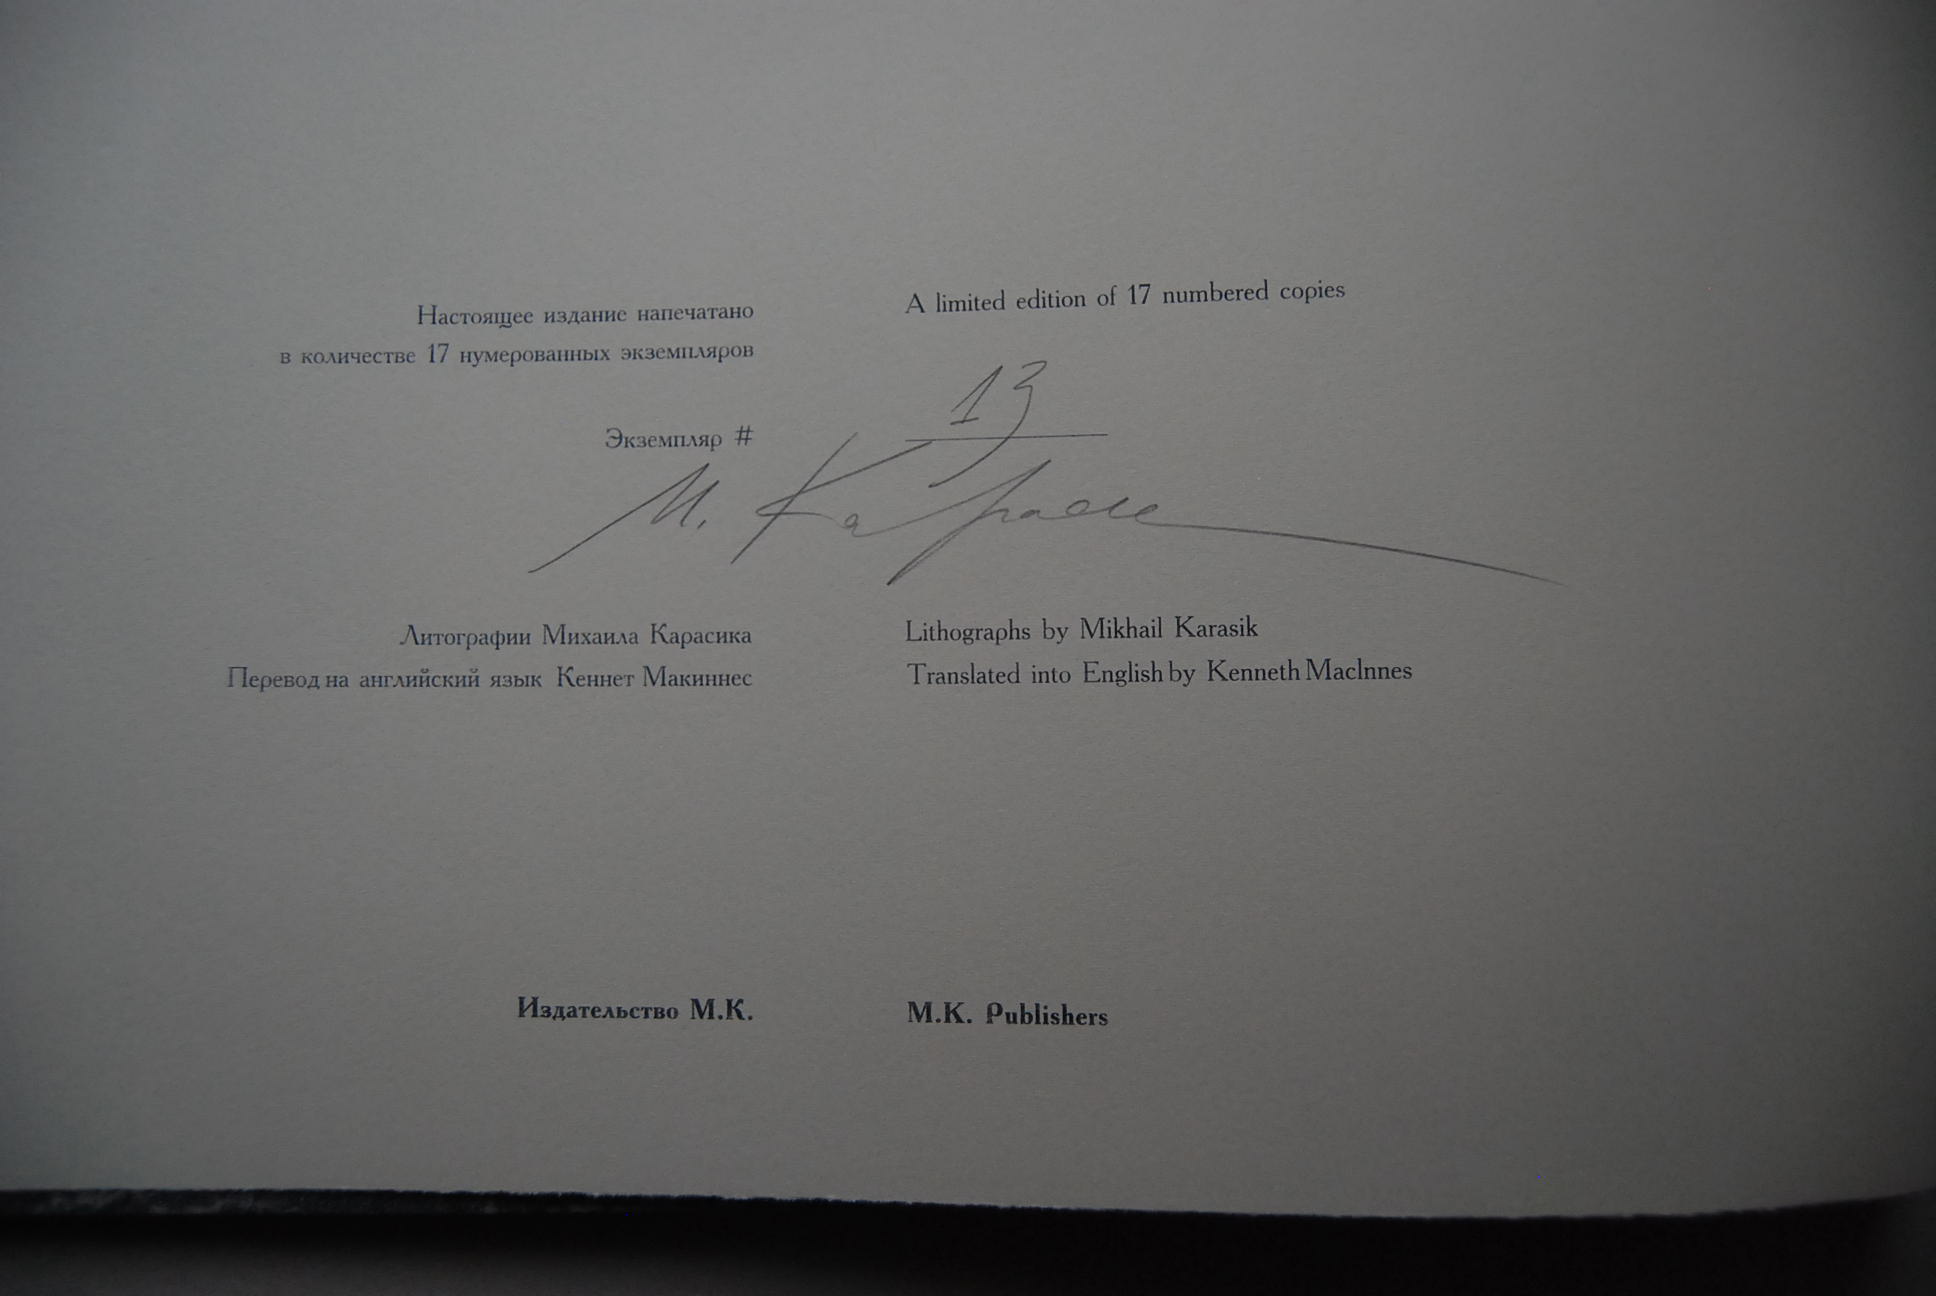 Настоящее издание напечатано
в количестве 17 нумерованных экземпляров
A limited edition of 17 numbered copies
Экземпляр # 13
М. Карасик
Литографии Михаила Карасика
Перевод на английский язык Кеннет Макиннес
Lithographs by Mikhail Karasik
Translated into English by Kenneth MacInnes
Издательство М.К.
M.K. Publishers